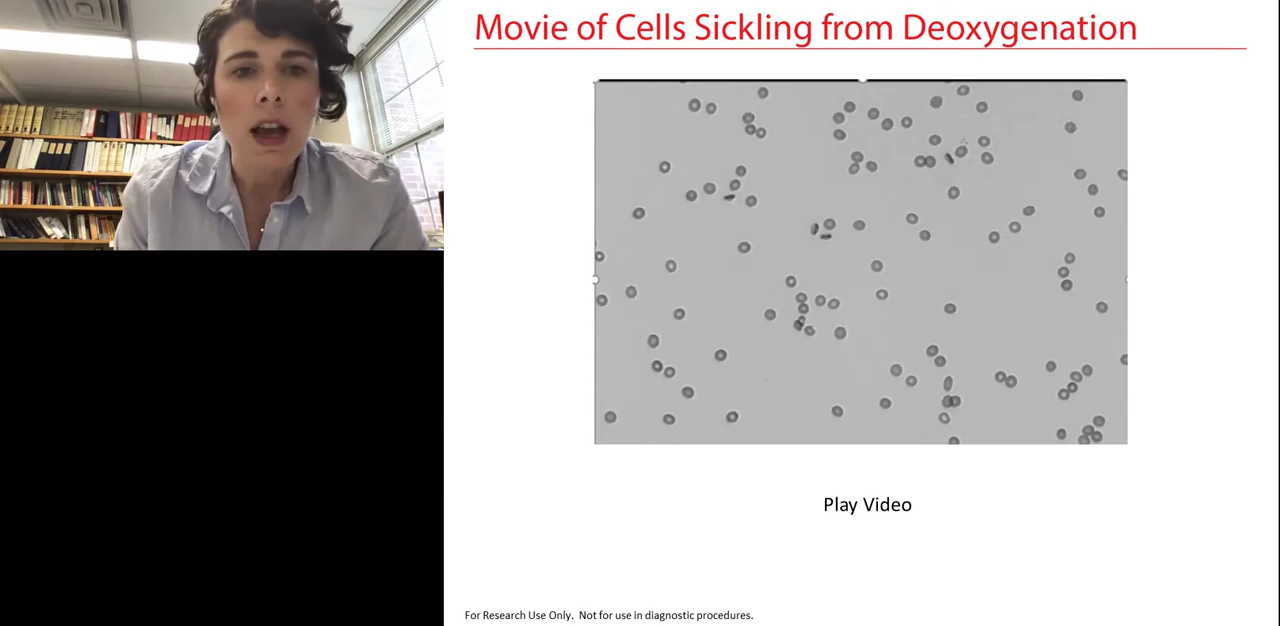 Movie of Cells Sickling from Deoxygenation
Play Video
For Research Use Only.  Not for use in diagnostic procedures.